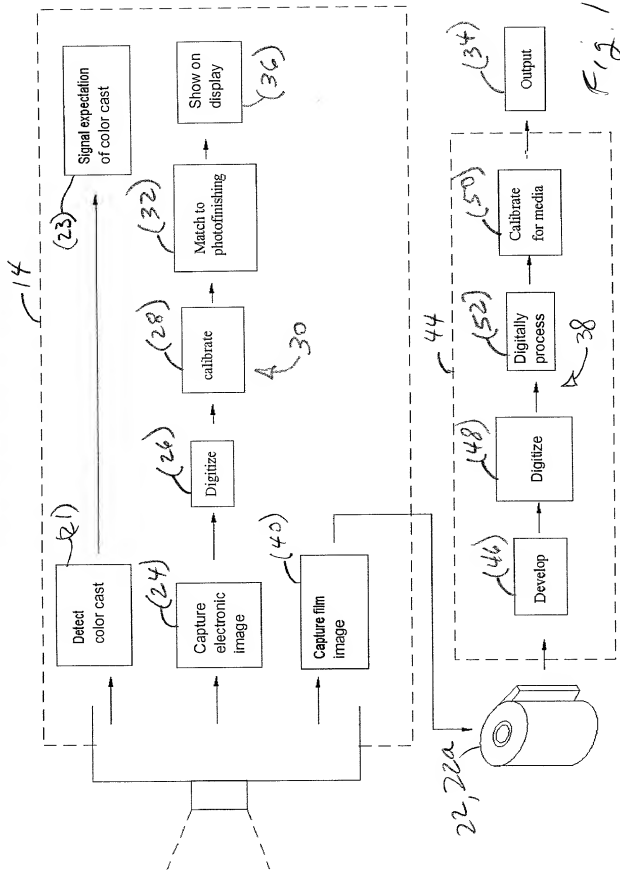 14
(21)
Detect
color cast
(23)
Signal expectation
of color cast
(24)
Capture
electronic
image
(26)
Digitize
(28)
calibrate
30
(32)
Match to
photofinishing
(36)
Show on
display
(40)
Capture film
image
22, 22a
44
(46)
Develop
(48)
Digitize
(52)
Digitally
process
38
(50)
Calibrate
for media
(34)
Output
Fig. 1